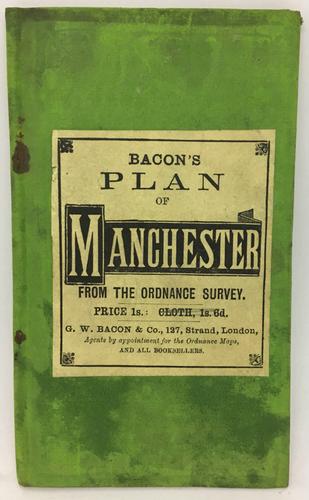 BACON'S
PLAN
OF
MANCHESTER
FROM THE ORDNANCE SURVEY.
PRICE 1s.: CLOTH, 1s. 6d.
G. W. BACON & Co., 127, Strand, London,
Agents by appointment for the Ordnance Maps,
AND ALL BOOKSELLERS.